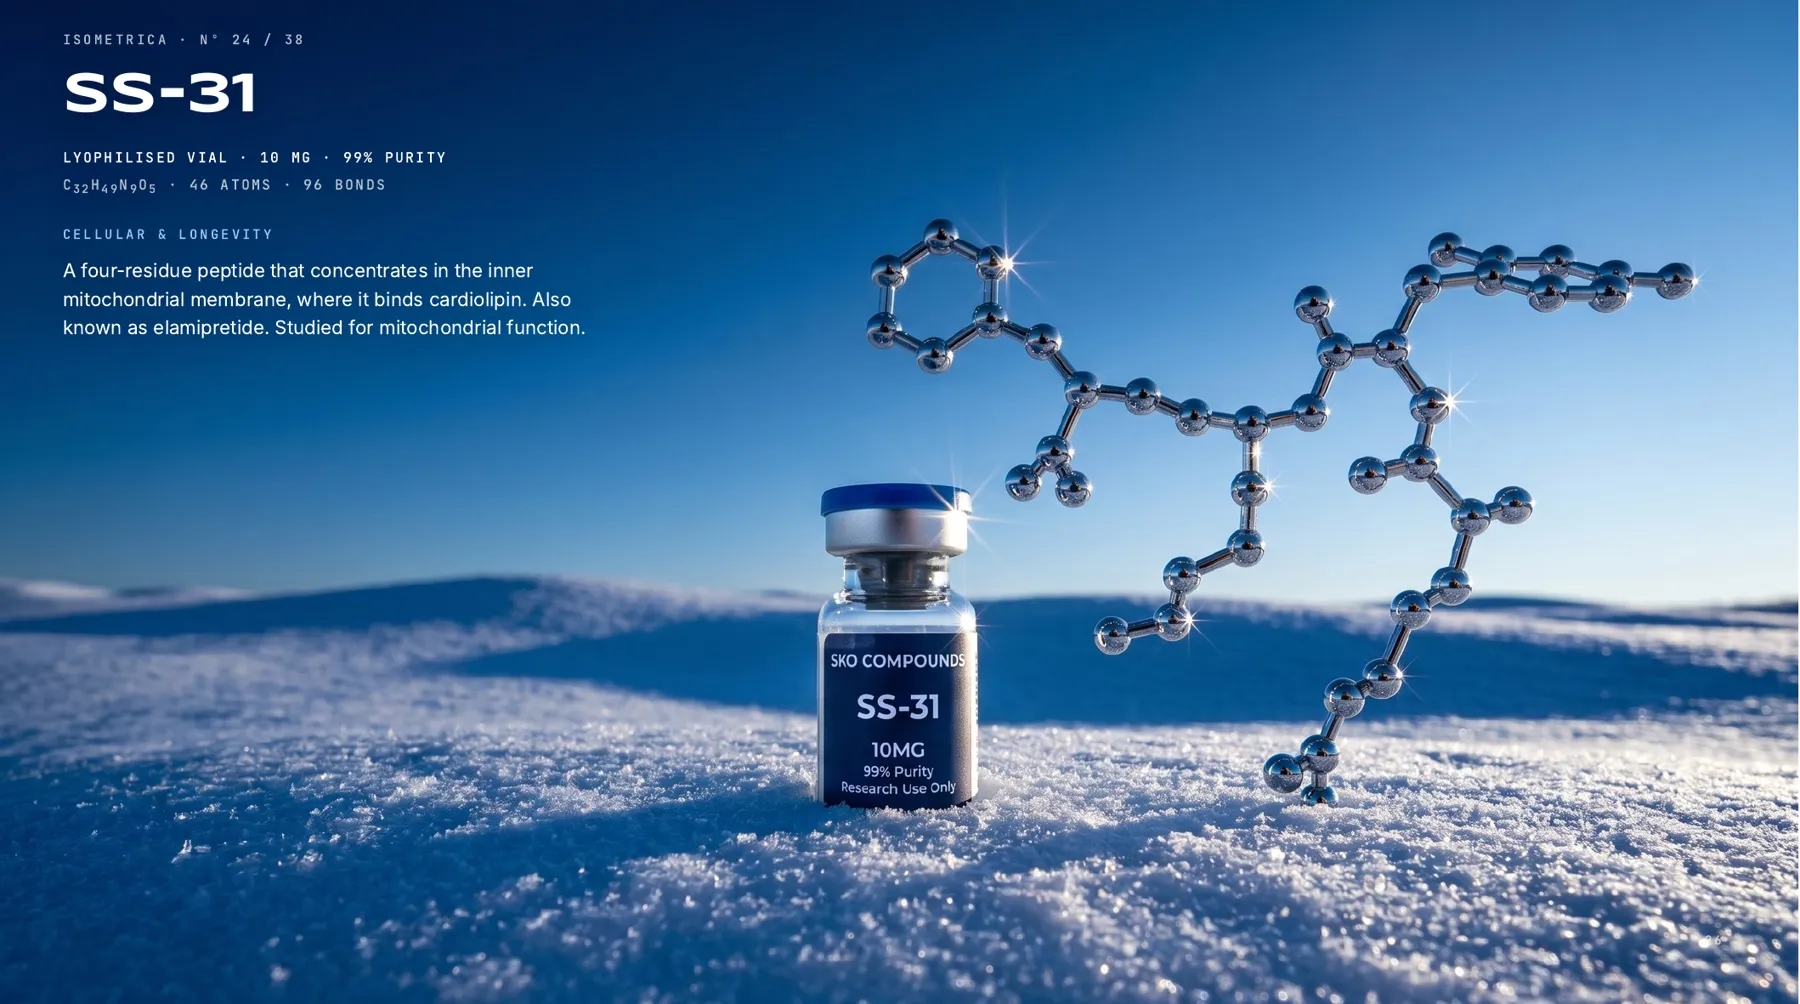 ISOMETRICA · N° 24 / 38
SS-31
LYOPHILISED VIAL · 10 MG · 99% PURITY
C₃₂H₄₉N₉O₅ · 46 ATOMS · 96 BONDS
CELLULAR & LONGEVITY
A four-residue peptide that concentrates in the inner
mitochondrial membrane, where it binds cardiolipin. Also
known as elamipretide. Studied for mitochondrial function.
SKO COMPOUNDS
SS-31
10MG
99% Purity
Research Use Only